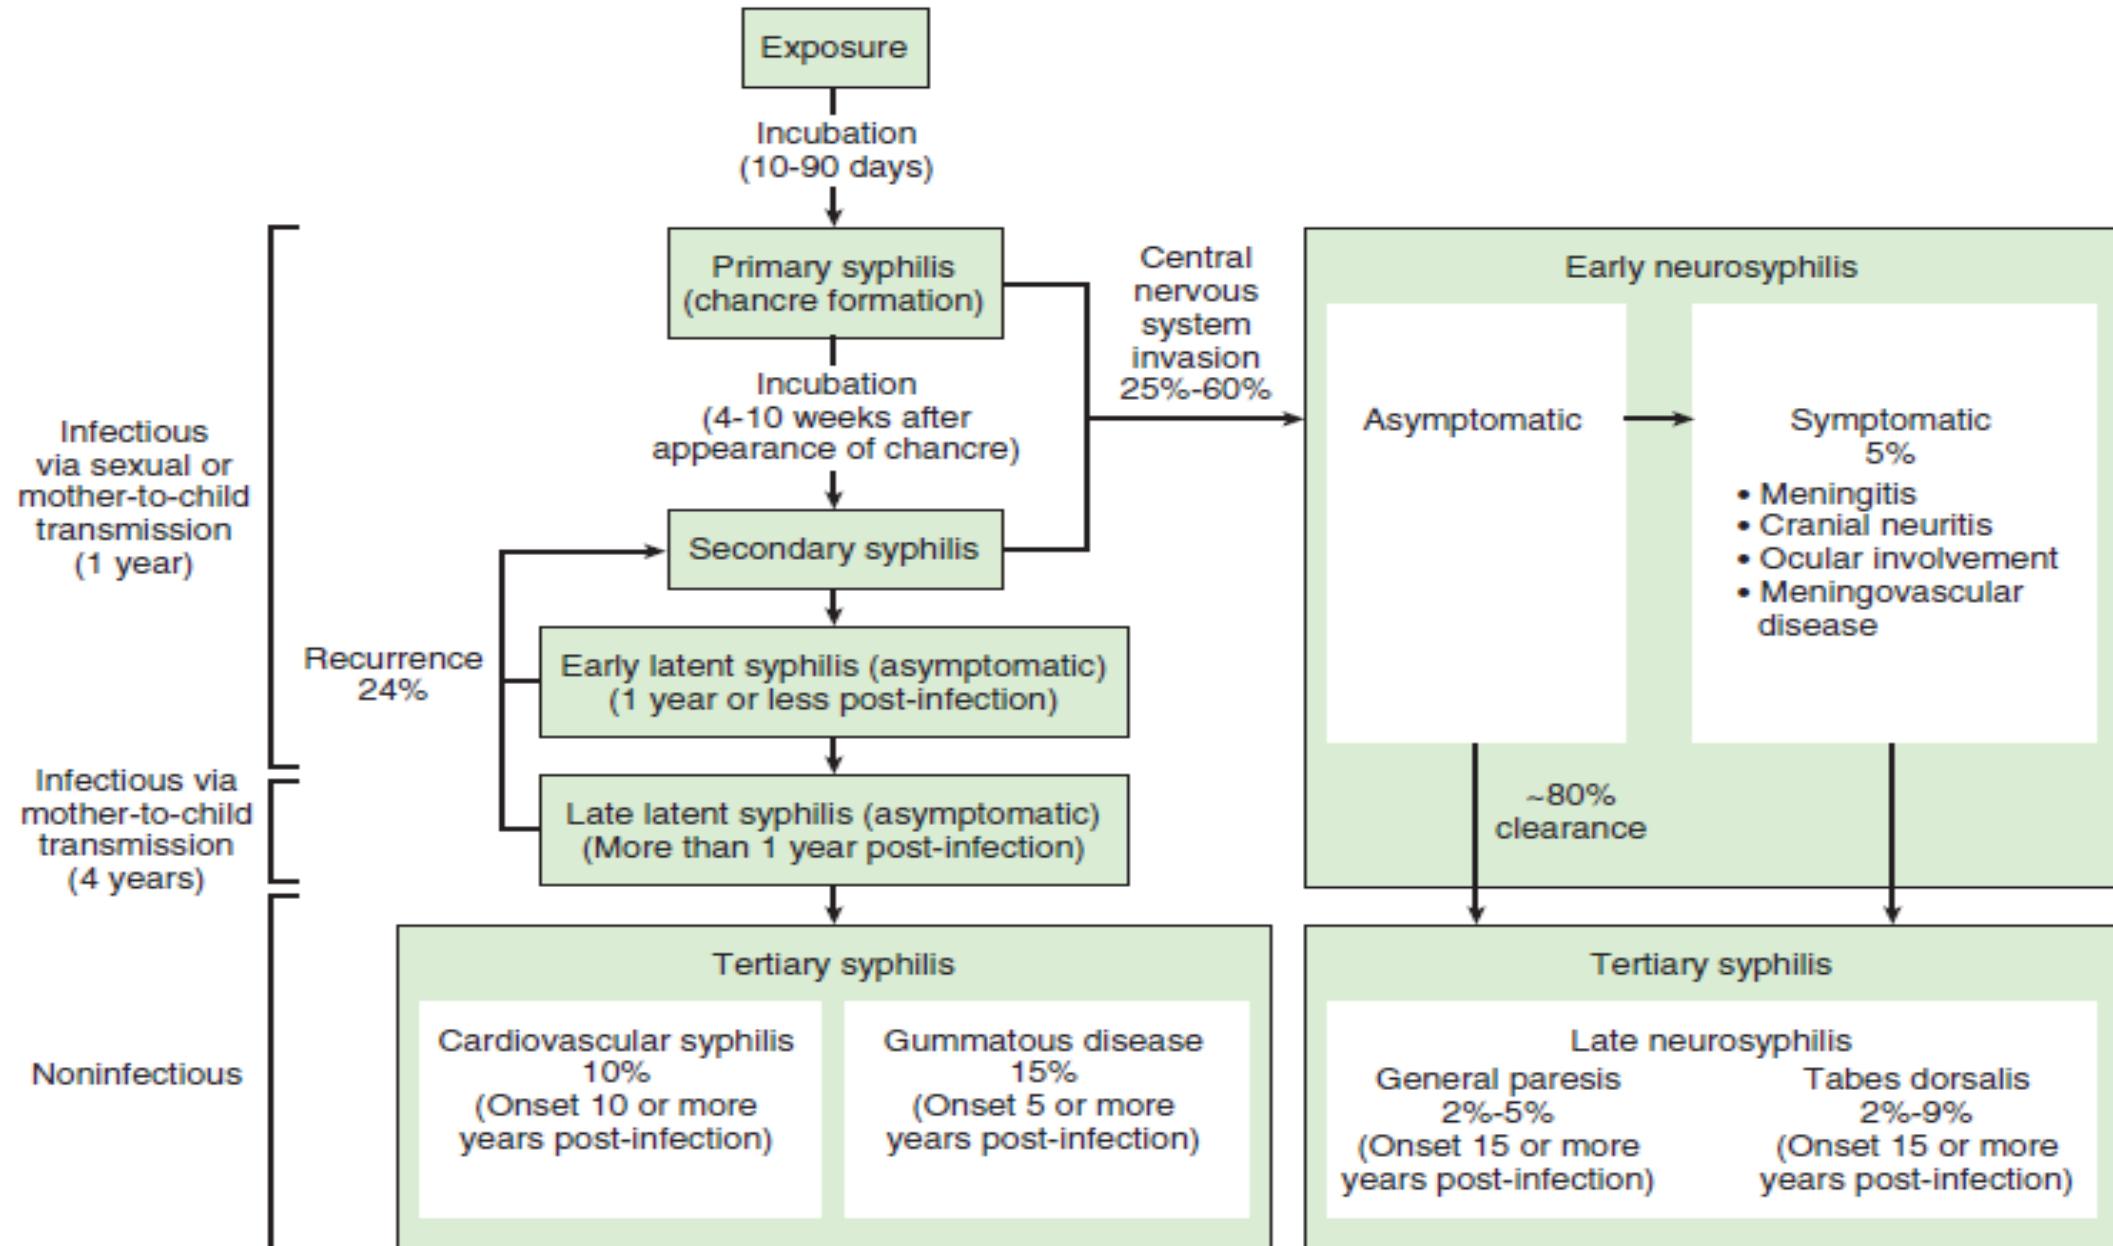 Exposure
Incubation
(10-90 days)
Primary syphilis
(chancre formation)
Incubation
(4-10 weeks after
appearance of chancre)
Secondary syphilis
Early latent syphilis (asymptomatic)
(1 year or less post-infection)
Late latent syphilis (asymptomatic)
(More than 1 year post-infection)
Recurrence
24%
Infectious
via sexual or
mother-to-child
transmission
(1 year)
Infectious via
mother-to-child
transmission
(4 years)
Noninfectious
Central
nervous
system
invasion
25%-60%
Early neurosyphilis
Asymptomatic
Symptomatic
5%
• Meningitis
• Cranial neuritis
• Ocular involvement
• Meningovascular
disease
~80%
clearance
Tertiary syphilis
Cardiovascular syphilis
10%
(Onset 10 or more
years post-infection)
Gummatous disease
15%
(Onset 5 or more
years post-infection)
Tertiary syphilis
Late neurosyphilis
General paresis
2%-5%
(Onset 15 or more
years post-infection)
Tabes dorsalis
2%-9%
(Onset 15 or more
years post-infection)